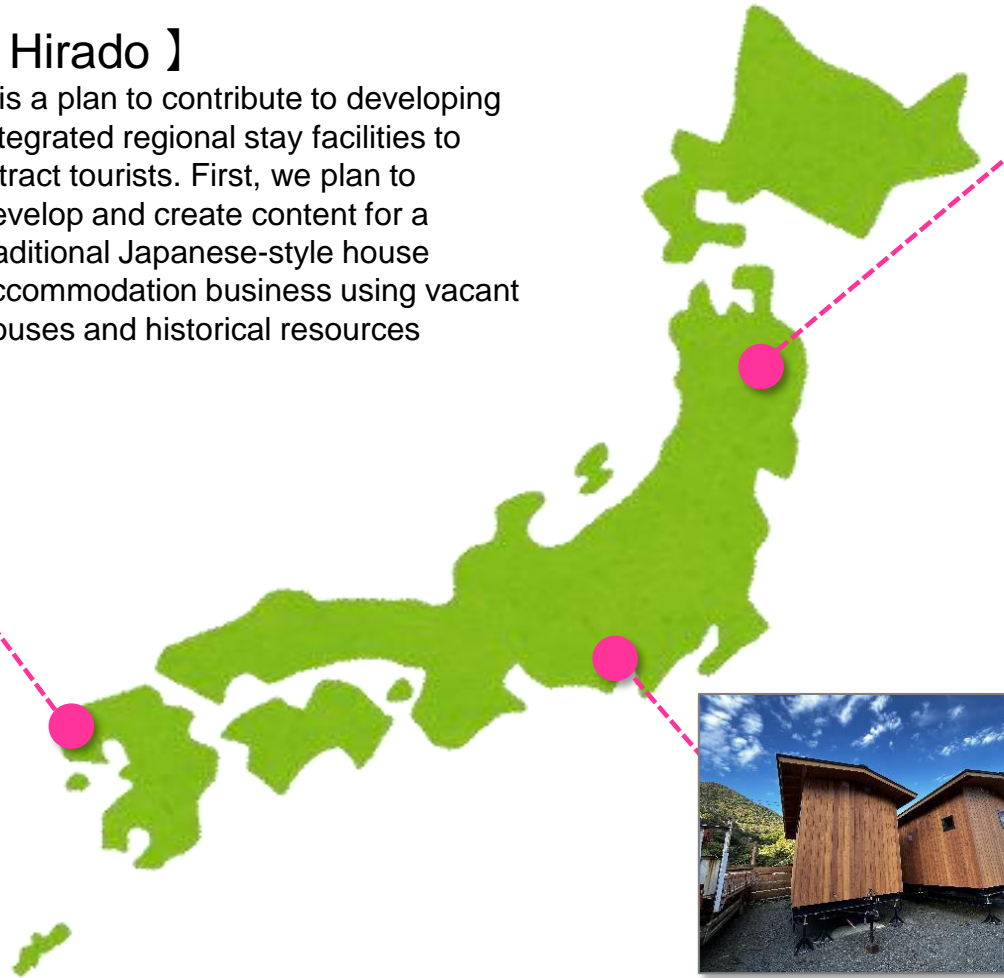 Hirado 】
is a plan to contribute to developing
tegrated regional stay facilities to
tract tourists. First, we plan to
evelop and create content for a
aditional Japanese-style house
ccommodation business using vacant
ouses and historical resources